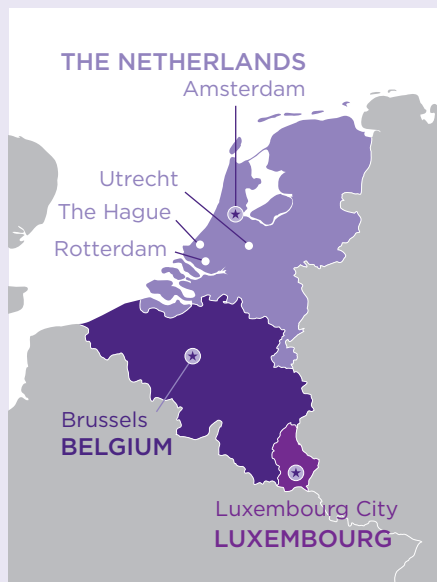 THE NETHERLANDS
Amsterdam
Utrecht
The Hague
Rotterdam
Brussels
BELGIUM
Luxembourg City
LUXEMBOURG